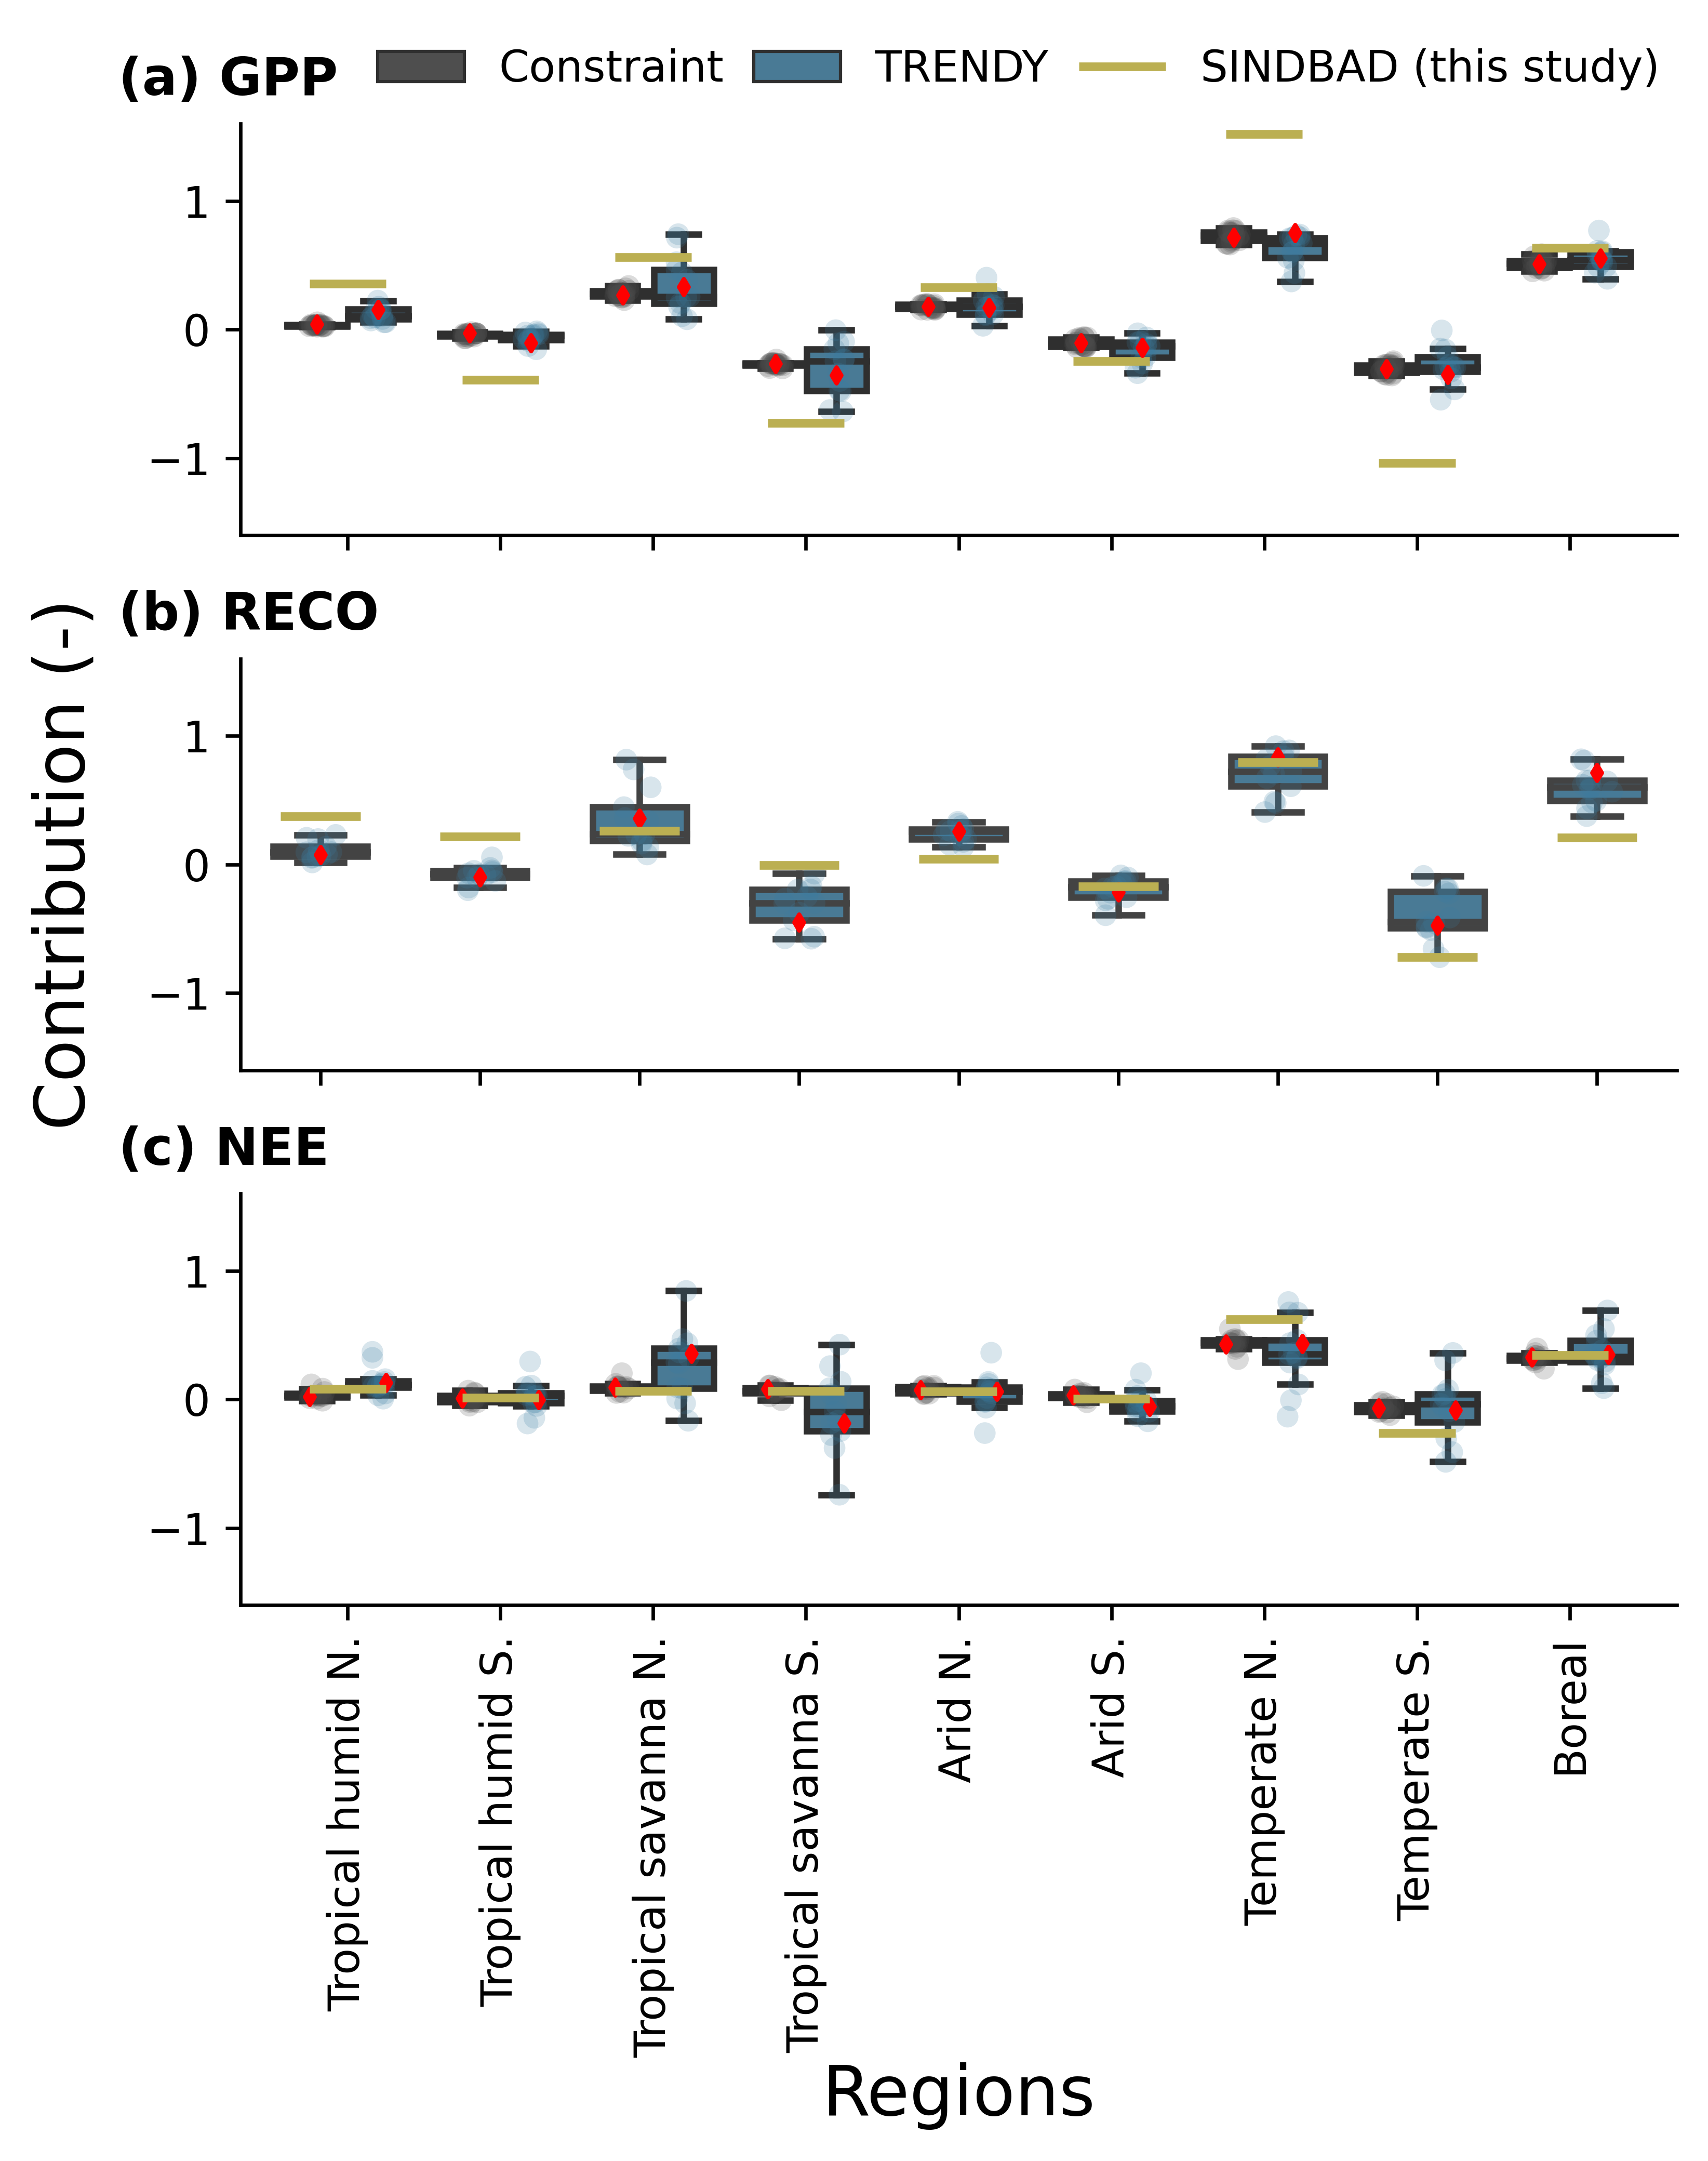 (a) GPP Constraint TRENDY SINDBAD (this study)
1
0
−1
(b) RECO
1
0
−1
Contribution (-)
(c) NEE
1
0
−1
Tropical humid N.
Tropical humid S.
Tropical savanna N.
Tropical savanna S.
Arid N.
Arid S.
Temperate N.
Temperate S.
Boreal
Regions